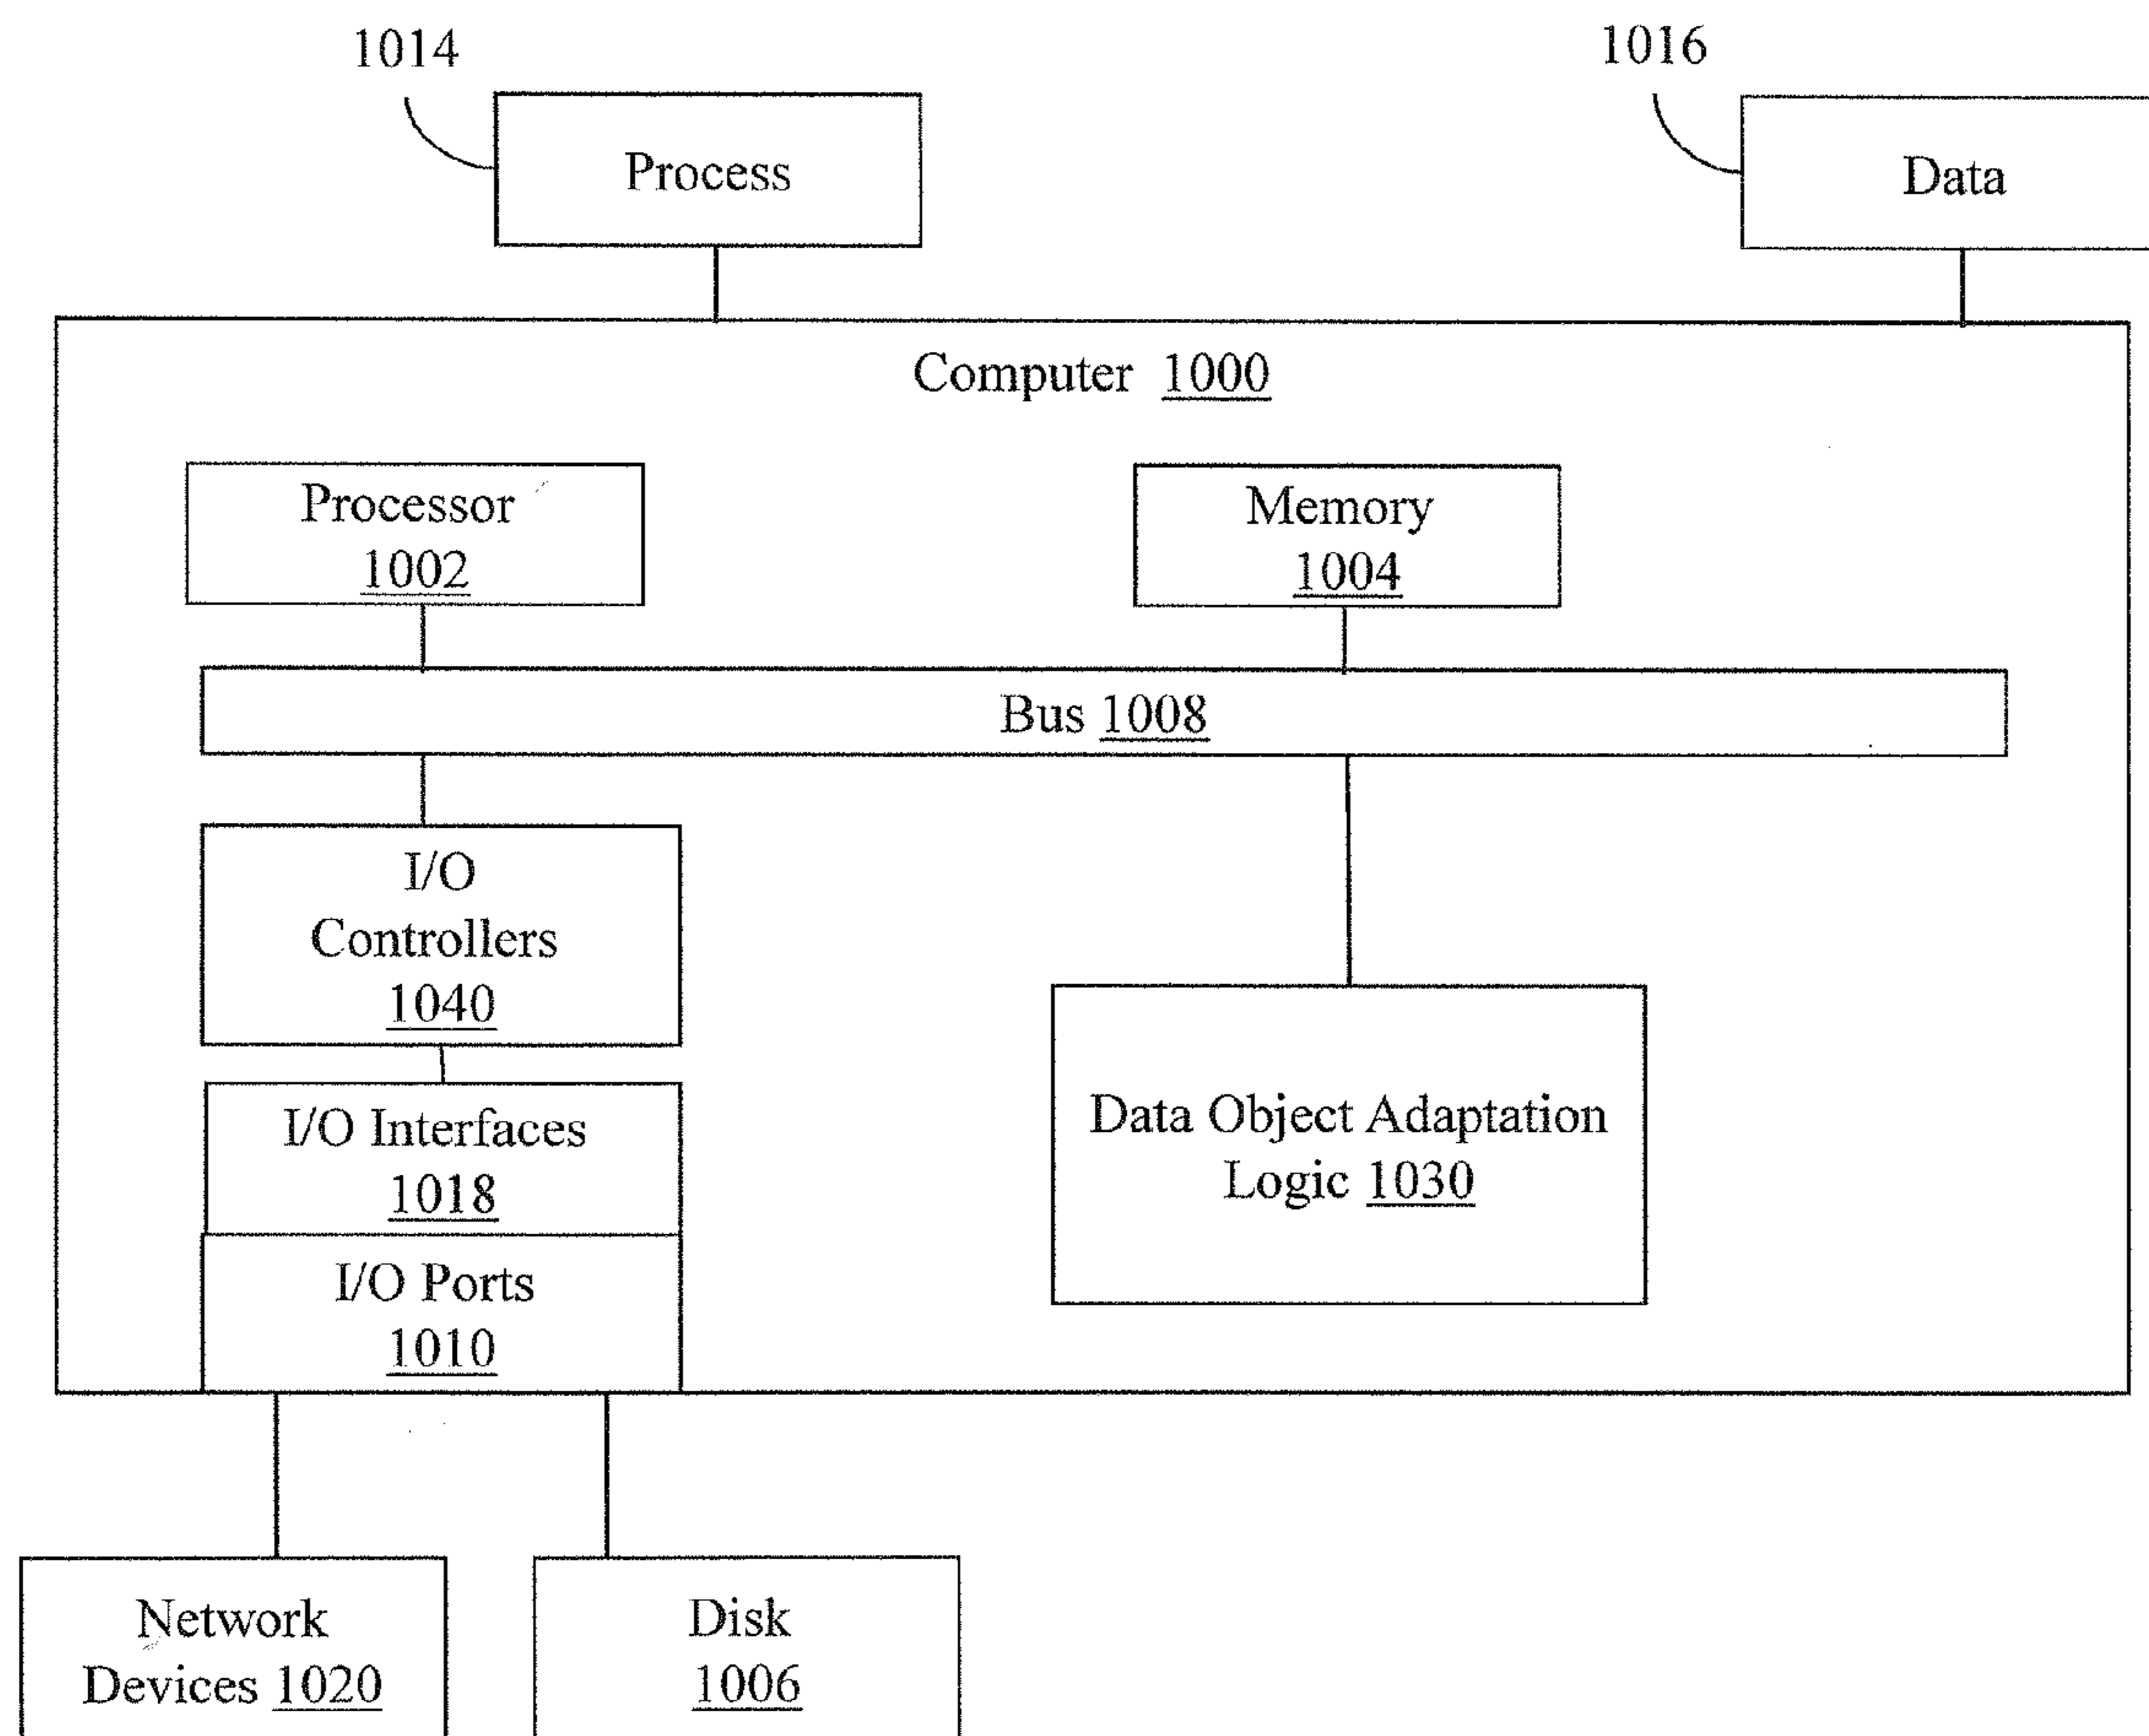 1014
1016
Process
Data
Computer 1000
Processor
1002
Memory
1004
Bus 1008
I/O
Controllers
1040
I/O Interfaces
1018
Data Object Adaptation
Logic 1030
I/O Ports
1010
Network
Devices 1020
Disk
1006